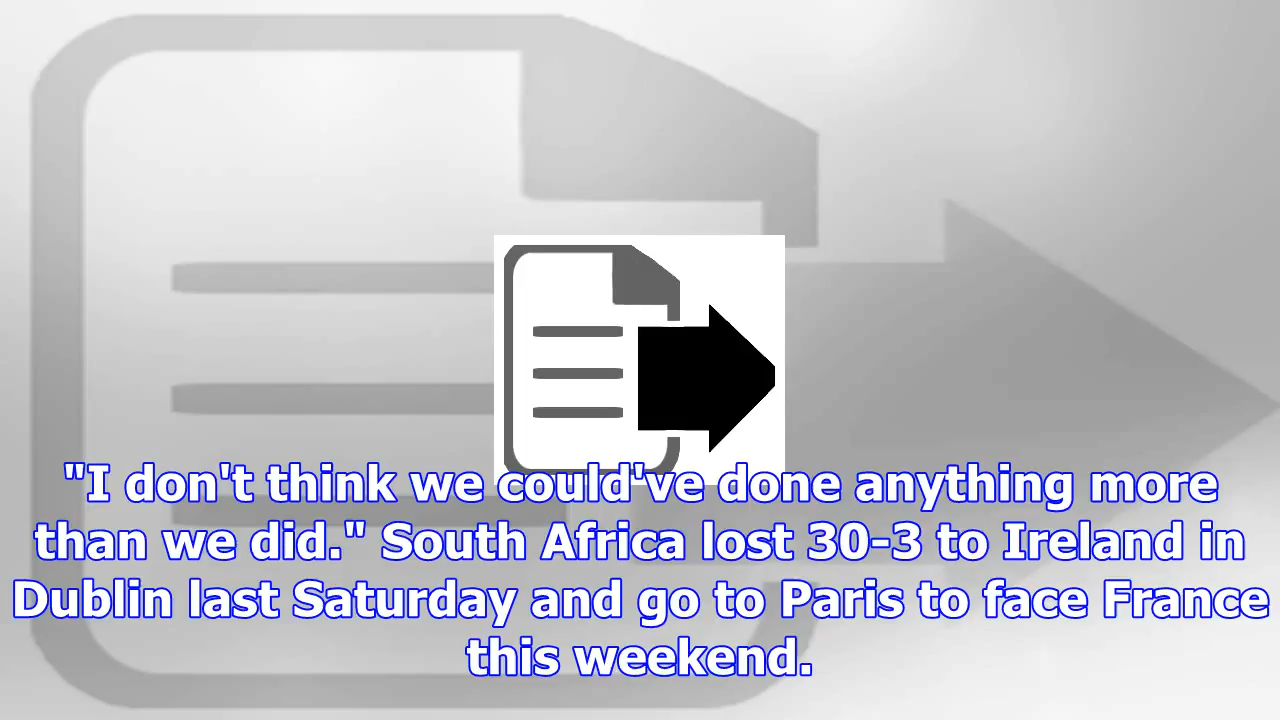 "I don't think we could've done anything more
than we did." South Africa lost 30-3 to Ireland in
Dublin last Saturday and go to Paris to face France
this weekend.